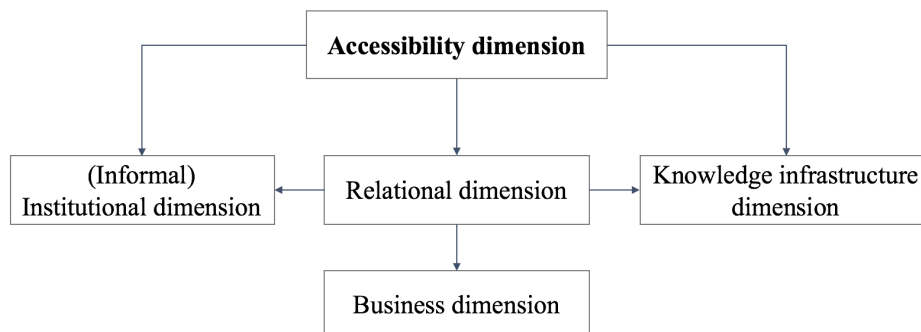 Accessibility dimension
(Informal)
Institutional dimension
Relational dimension
Knowledge infrastructure
dimension
Business dimension